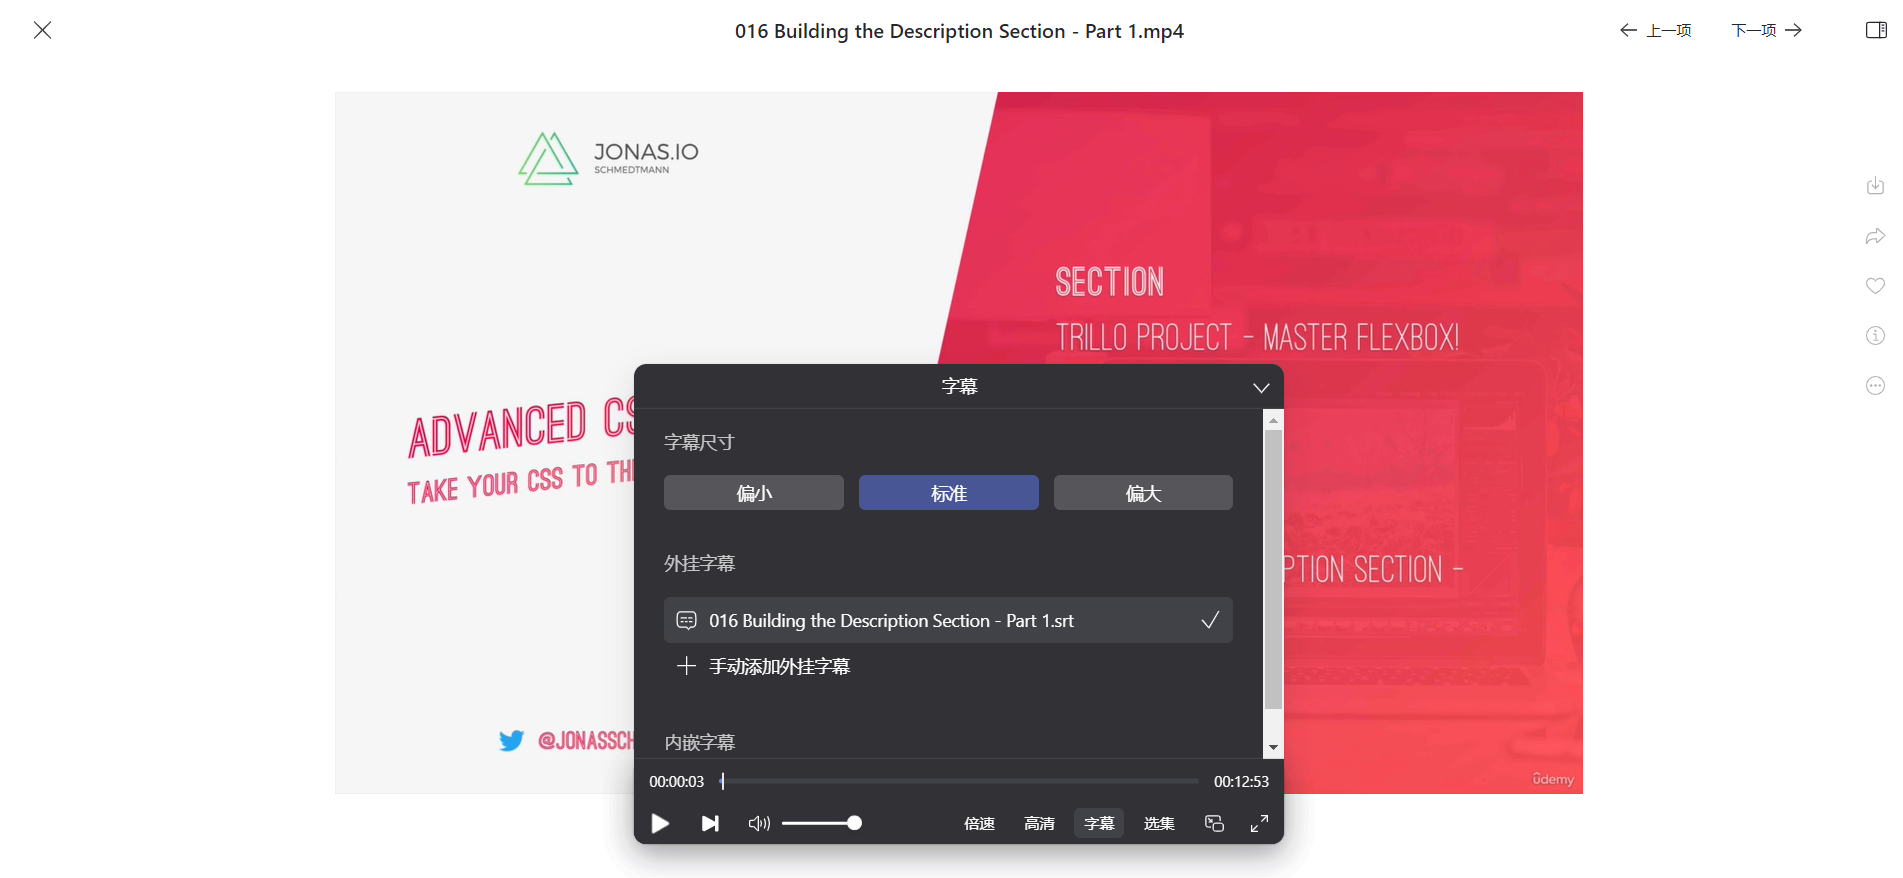 016 Building the Description Section - Part 1.mp4
上一项
下一项
JONAS.IO
SCHMEDTMANN
SECTION
TRILLO PROJECT - MASTER FLEXBOX!
ADVANCED CS
TAKE YOUR CSS TO TH
PTION SECTION -
@JONASSCH
字幕
字幕尺寸
偏小
标准
偏大
外挂字幕
016 Building the Description Section - Part 1.srt
手动添加外挂字幕
内嵌字幕
00:00:03
00:12:53
倍速
高清
字幕
选集
ûdemy